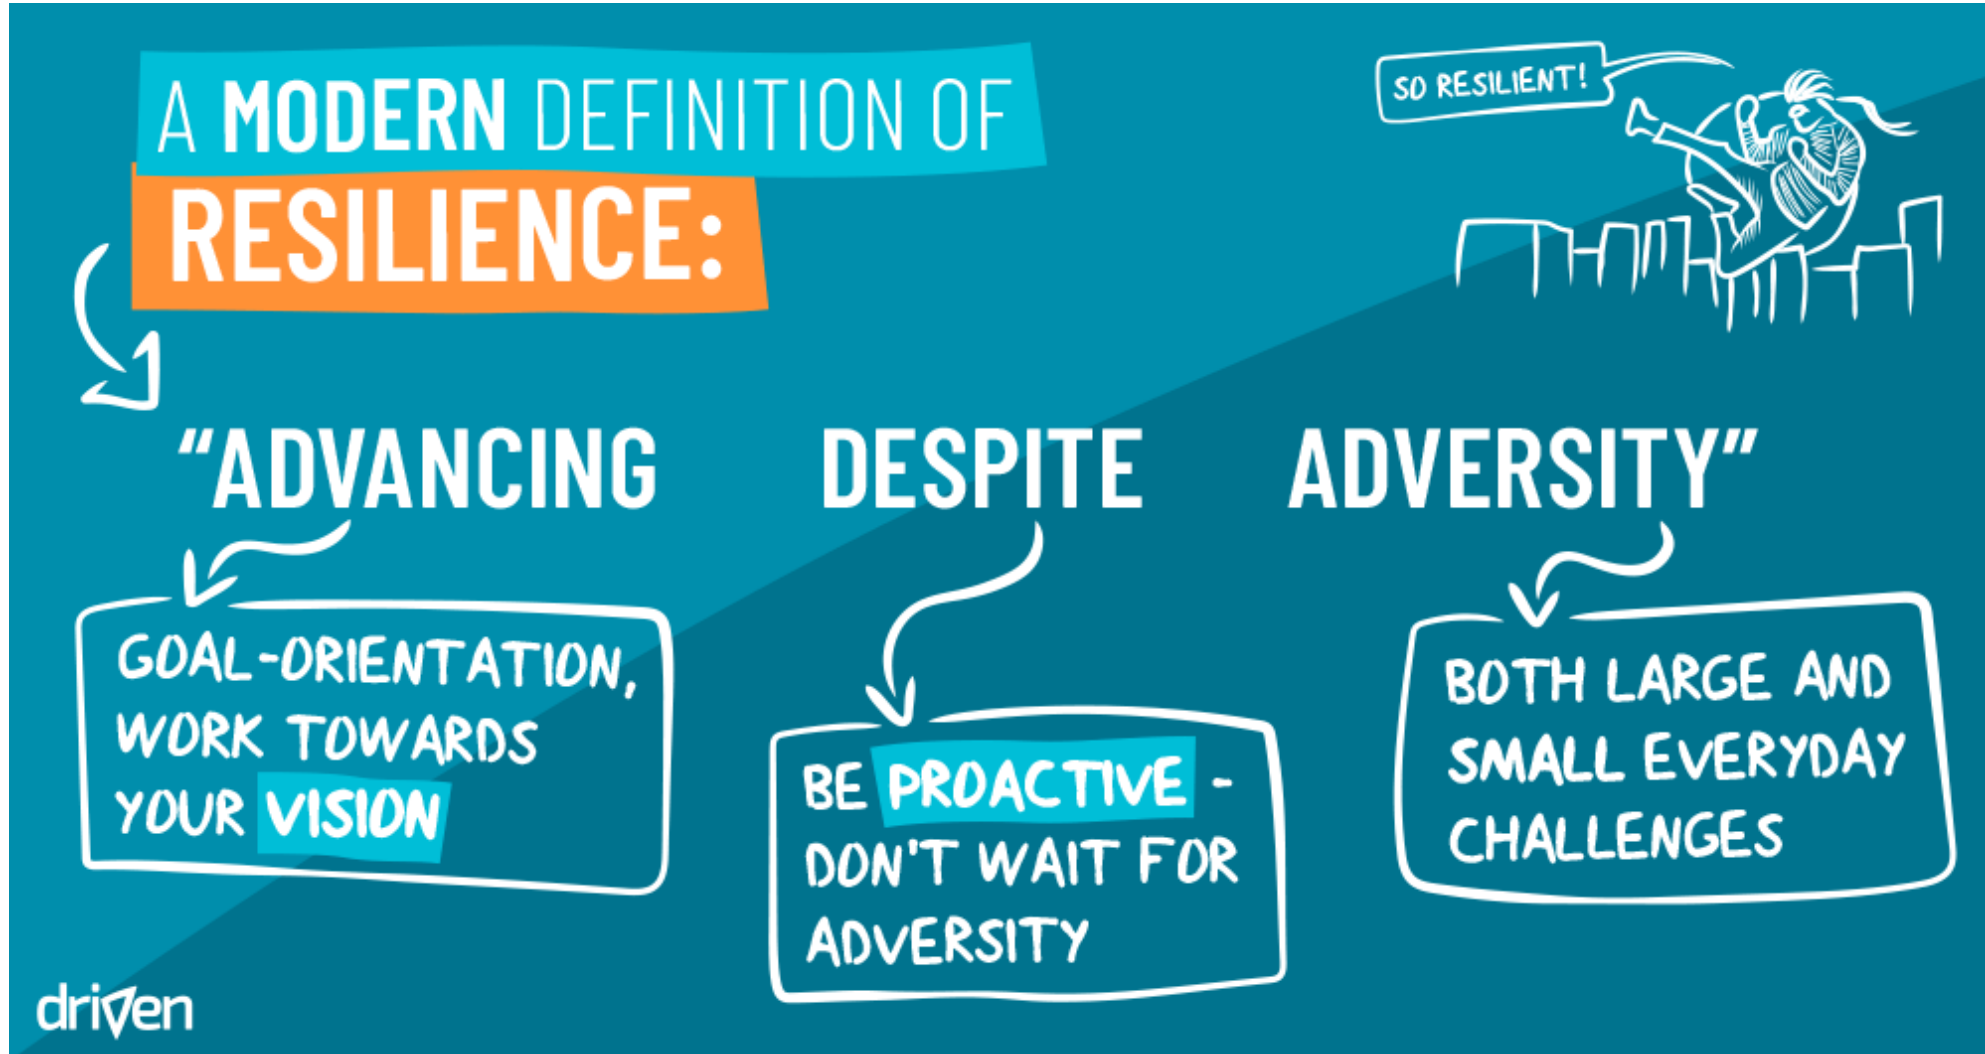 A MODERN DEFINITION OF
RESILIENCE:
SO RESILIENT!
"ADVANCING DESPITE ADVERSITY"
GOAL-ORIENTATION,
WORK TOWARDS
YOUR VISION
BE PROACTIVE -
DON'T WAIT FOR
ADVERSITY
BOTH LARGE AND
SMALL EVERYDAY
CHALLENGES
driven